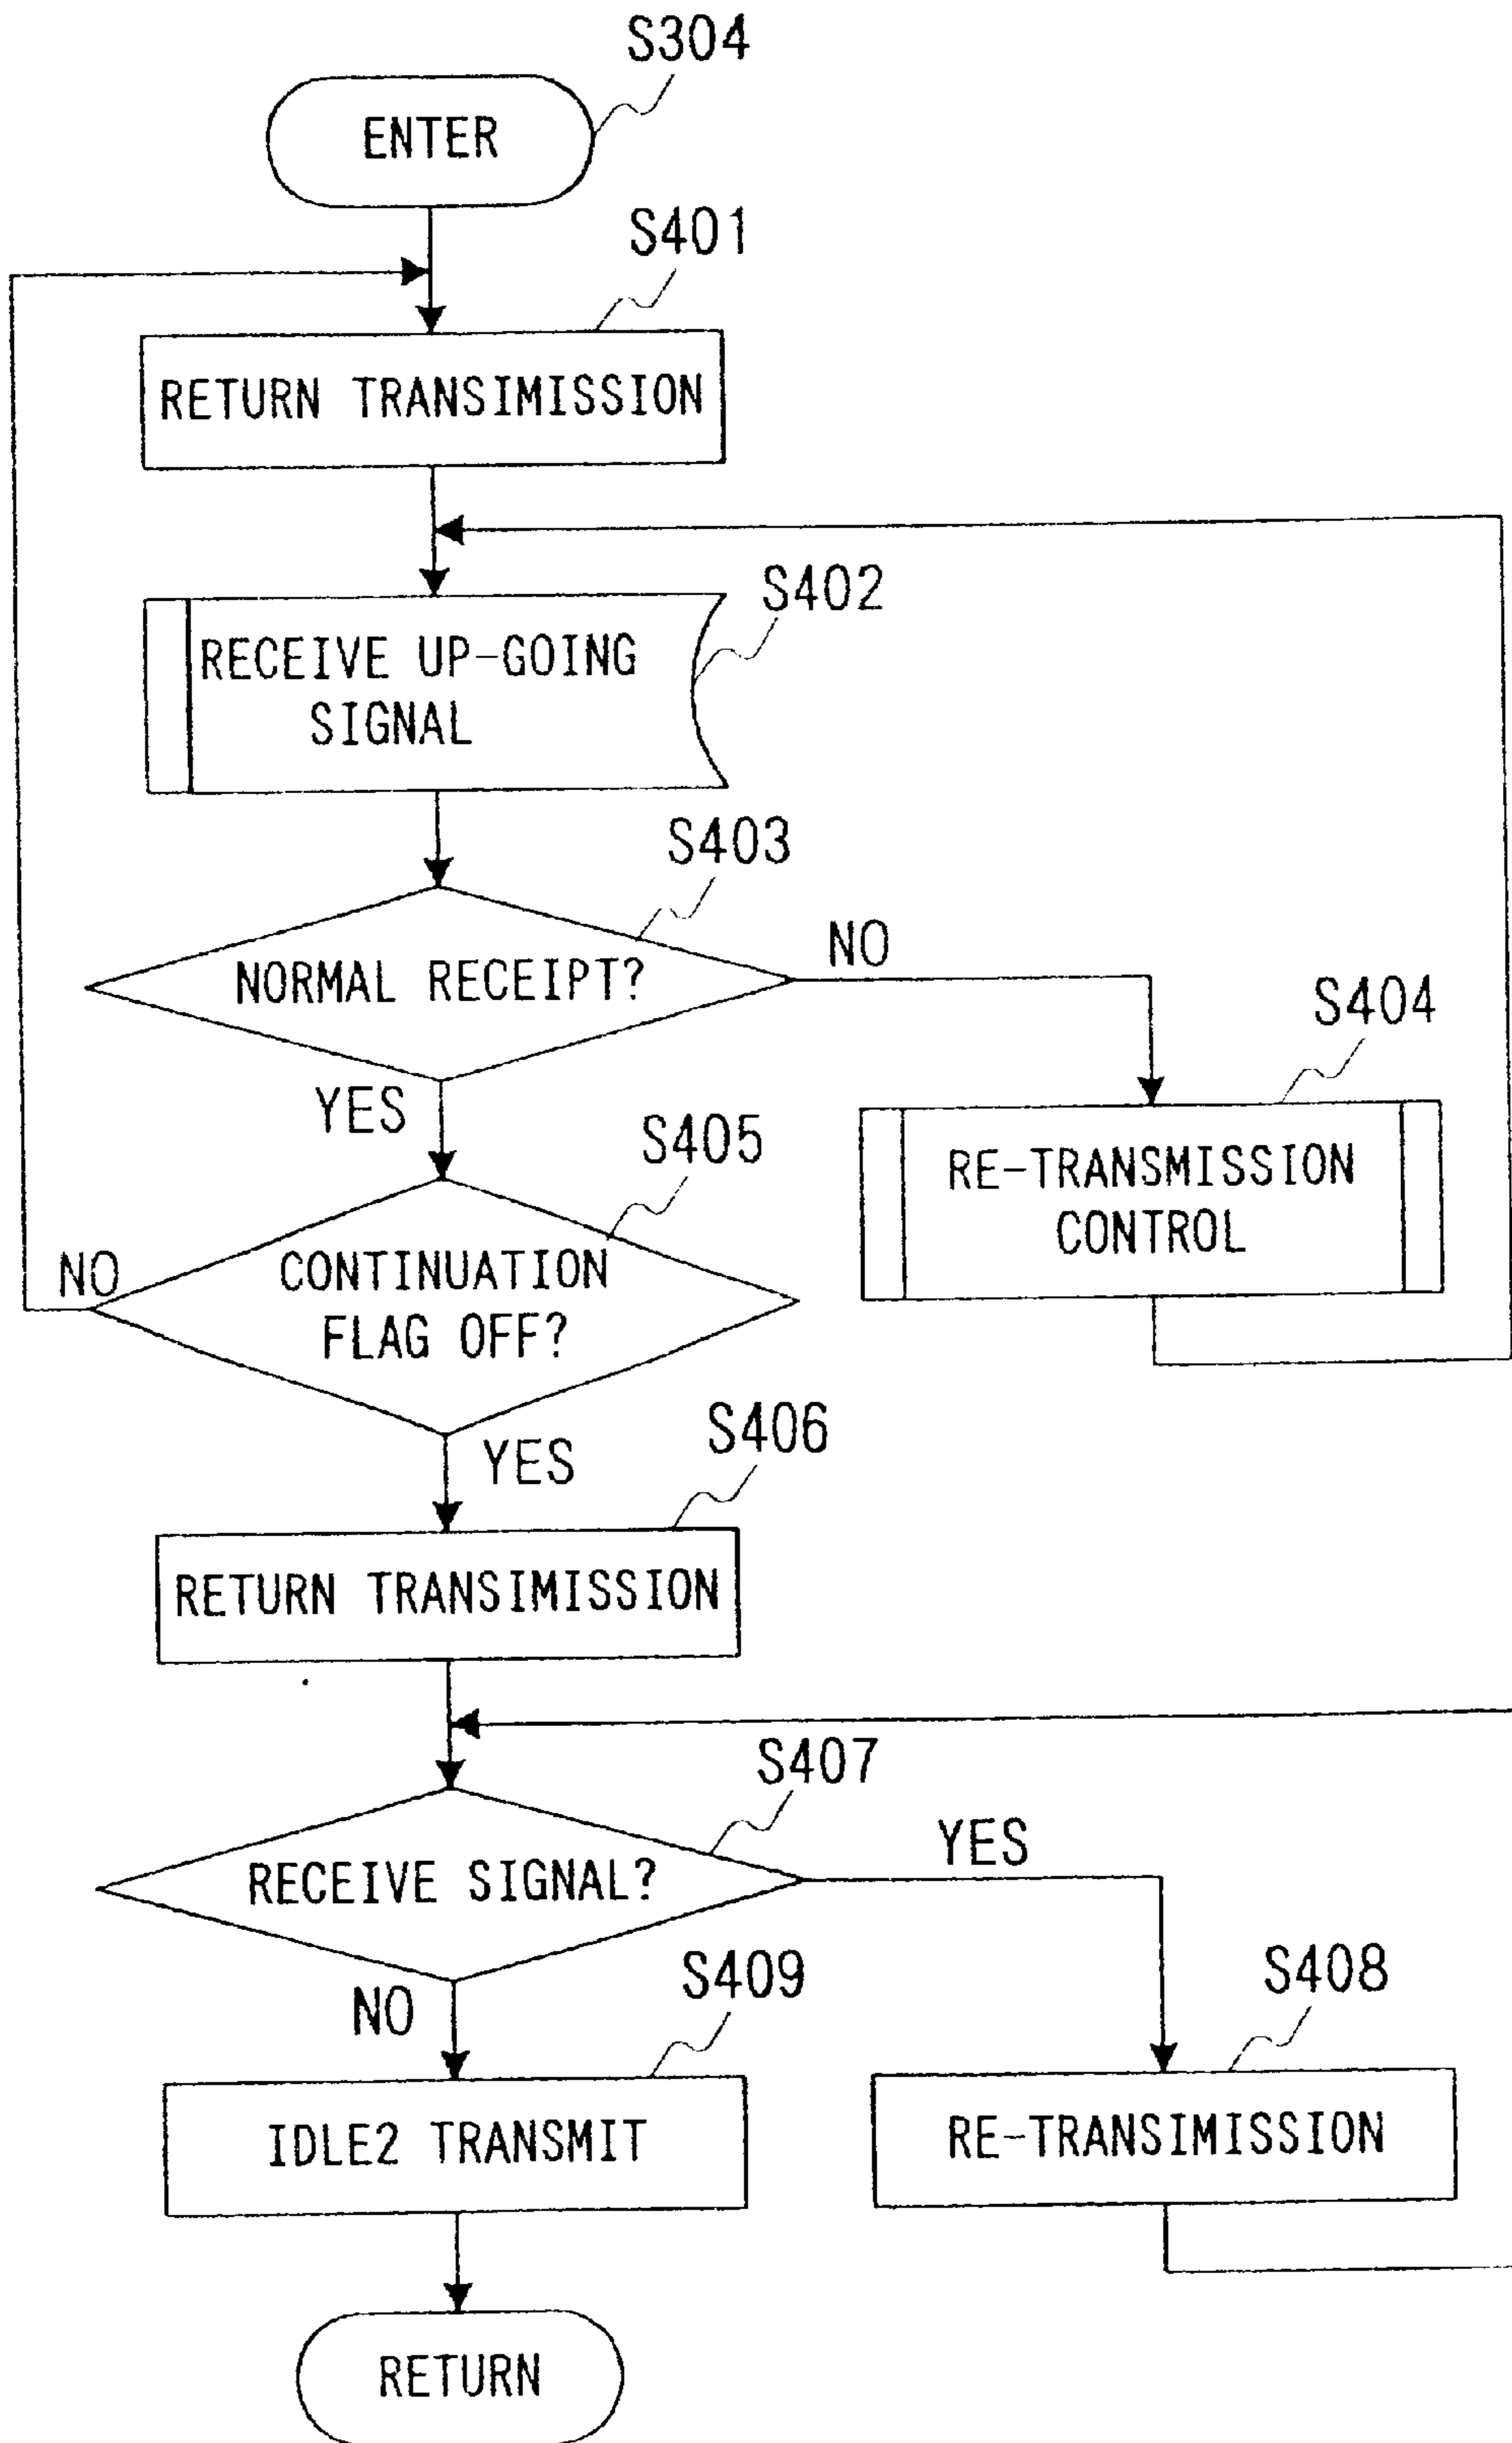 S304
ENTER
S401
RETURN TRANSIMISSION
S402
RECEIVE UP-GOING
SIGNAL
S403
NORMAL RECEIPT?
NO
YES
S404
RE-TRANSMISSION
CONTROL
S405
CONTINUATION
FLAG OFF?
NO
YES
S406
RETURN TRANSIMISSION
S407
RECEIVE SIGNAL?
YES
NO
S408
RE-TRANSIMISSION
S409
IDLE2 TRANSMIT
RETURN